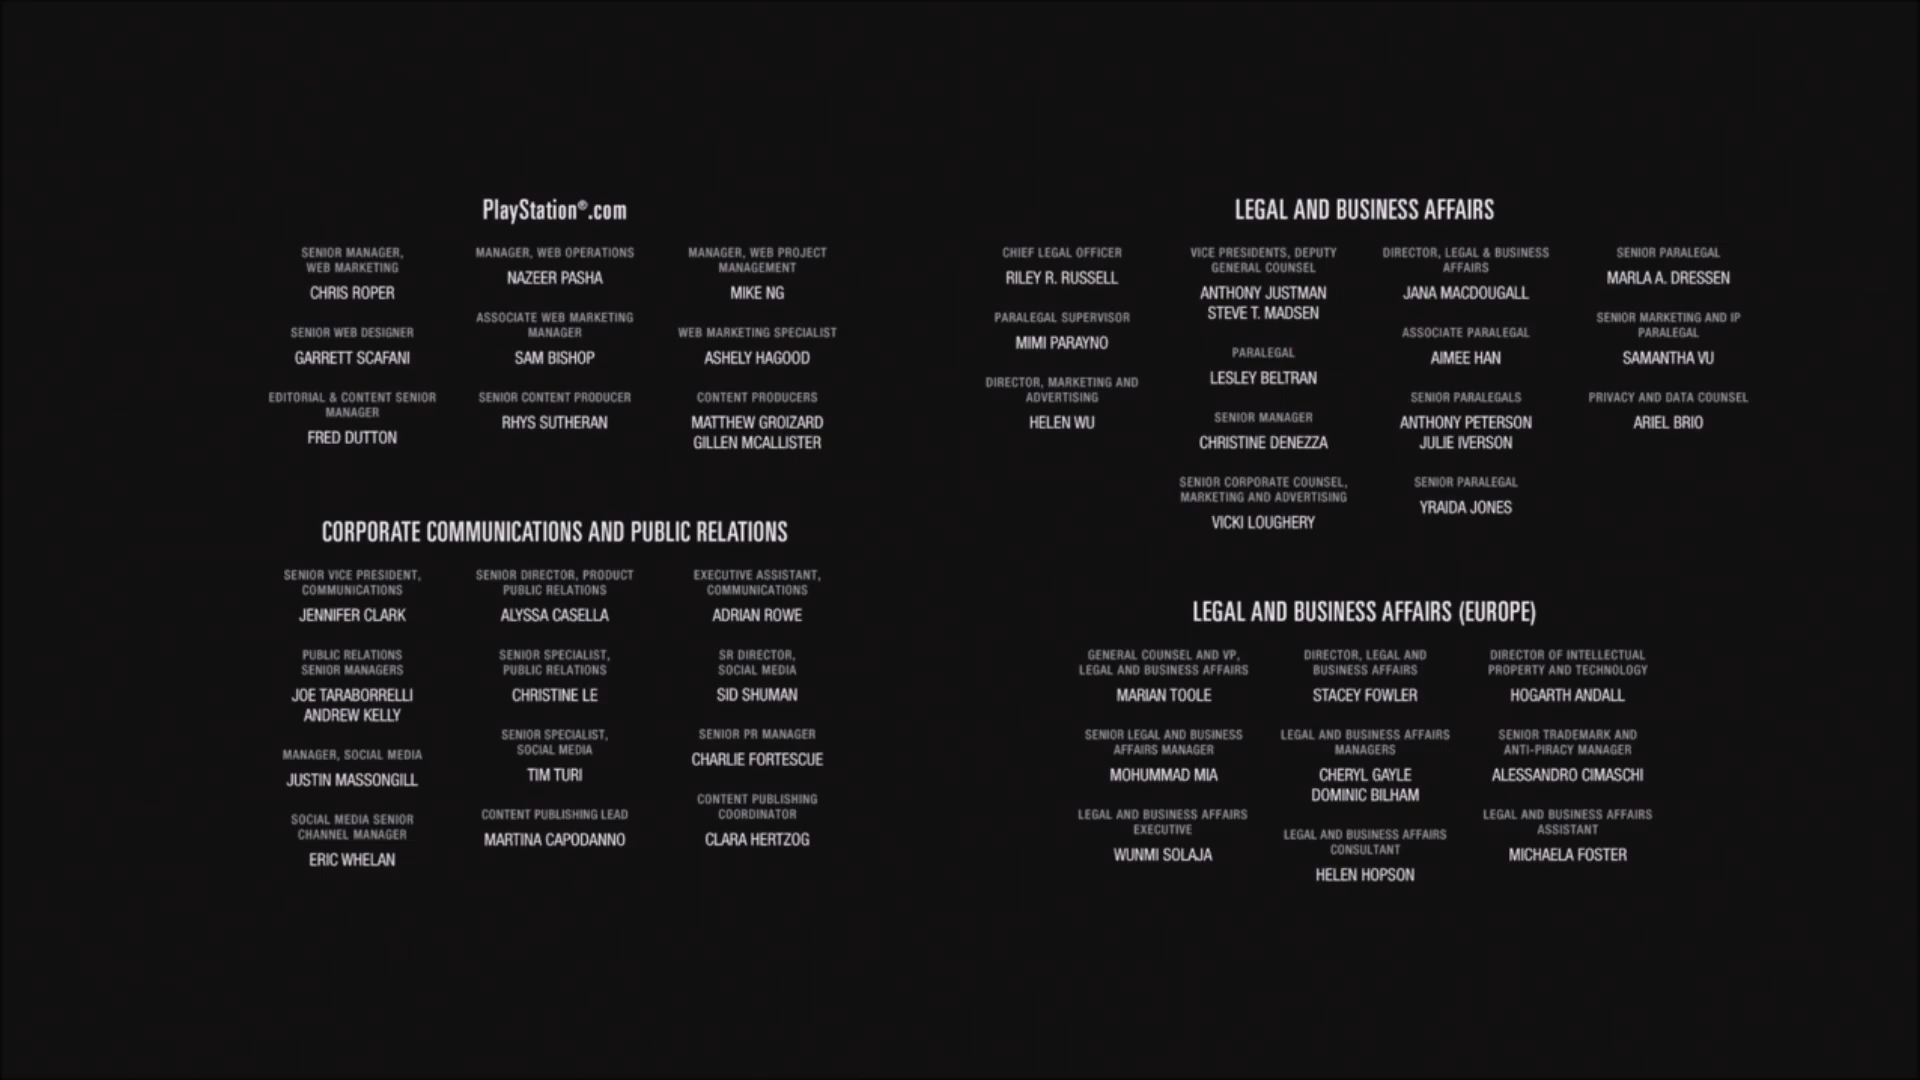 PlayStation®.com
SENIOR MANAGER,
WEB MARKETING
CHRIS ROPER
SENIOR WEB DESIGNER
GARRETT SCAFANI
EDITORIAL & CONTENT SENIOR
MANAGER
FRED DUTTON
MANAGER, WEB OPERATIONS
NAZEER PASHA
ASSOCIATE WEB MARKETING
MANAGER
SAM BISHOP
SENIOR CONTENT PRODUCER
RHYS SUTHERAN
MANAGER, WEB PROJECT
MANAGEMENT
MIKE NG
WEB MARKETING SPECIALIST
ASHELY HAGOOD
CONTENT PRODUCERS
MATTHEW GROIZARD
GILLEN MCALLISTER
CORPORATE COMMUNICATIONS AND PUBLIC RELATIONS
SENIOR VICE PRESIDENT,
COMMUNICATIONS
JENNIFER CLARK
PUBLIC RELATIONS
SENIOR MANAGERS
JOE TARABORRELLI
ANDREW KELLY
MANAGER, SOCIAL MEDIA
JUSTIN MASSONGILL
SOCIAL MEDIA SENIOR
CHANNEL MANAGER
ERIC WHELAN
SENIOR DIRECTOR, PRODUCT
PUBLIC RELATIONS
ALYSSA CASELLA
SENIOR SPECIALIST,
PUBLIC RELATIONS
CHRISTINE LE
SENIOR SPECIALIST,
SOCIAL MEDIA
TIM TURI
CONTENT PUBLISHING LEAD
MARTINA CAPODANNO
EXECUTIVE ASSISTANT,
COMMUNICATIONS
ADRIAN ROWE
SR DIRECTOR,
SOCIAL MEDIA
SID SHUMAN
SENIOR PR MANAGER
CHARLIE FORTESCUE
CONTENT PUBLISHING
COORDINATOR
CLARA HERTZOG
LEGAL AND BUSINESS AFFAIRS
CHIEF LEGAL OFFICER
RILEY R. RUSSELL
PARALEGAL SUPERVISOR
MIMI PARAYNO
DIRECTOR, MARKETING AND
ADVERTISING
HELEN WU
VICE PRESIDENTS, DEPUTY
GENERAL COUNSEL
ANTHONY JUSTMAN
STEVE T. MADSEN
PARALEGAL
LESLEY BELTRAN
SENIOR MANAGER
CHRISTINE DENEZZA
SENIOR CORPORATE COUNSEL,
MARKETING AND ADVERTISING
VICKI LOUGHERY
DIRECTOR, LEGAL & BUSINESS
AFFAIRS
JANA MACDOUGALL
ASSOCIATE PARALEGAL
AIMEE HAN
SENIOR PARALEGALS
ANTHONY PETERSON
JULIE IVERSON
SENIOR PARALEGAL
YRAIDA JONES
SENIOR PARALEGAL
MARLA A. DRESSEN
SENIOR MARKETING AND IP
PARALEGAL
SAMANTHA VU
PRIVACY AND DATA COUNSEL
ARIEL BRIO
LEGAL AND BUSINESS AFFAIRS (EUROPE)
GENERAL COUNSEL AND VP,
LEGAL AND BUSINESS AFFAIRS
MARIAN TOOLE
SENIOR LEGAL AND BUSINESS
AFFAIRS MANAGER
MOHUMMAD MIA
LEGAL AND BUSINESS AFFAIRS
EXECUTIVE
WUNMI SOLAJA
DIRECTOR, LEGAL AND
BUSINESS AFFAIRS
STACEY FOWLER
LEGAL AND BUSINESS AFFAIRS
MANAGERS
CHERYL GAYLE
DOMINIC BILHAM
LEGAL AND BUSINESS AFFAIRS
CONSULTANT
HELEN HOPSON
DIRECTOR OF INTELLECTUAL
PROPERTY AND TECHNOLOGY
HOGARTH ANDALL
SENIOR TRADEMARK AND
ANTI-PIRACY MANAGER
ALESSANDRO CIMASCHI
LEGAL AND BUSINESS AFFAIRS
ASSISTANT
MICHAELA FOSTER